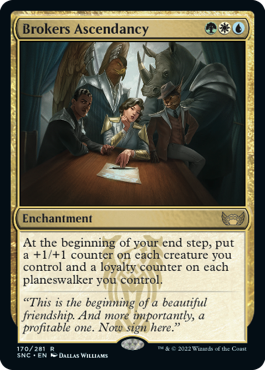 Brokers Ascendancy
Enchantment
At the beginning of your end step, put
a +1/+1 counter on each creature you
control and a loyalty counter on each
planeswalker you control.
“This is the beginning of a beautiful
friendship. And more importantly, a
profitable one. Now sign here.”
170/281 R
SNC • EN DALLAS WILLIAMS
™ & © 2022 Wizards of the Coast